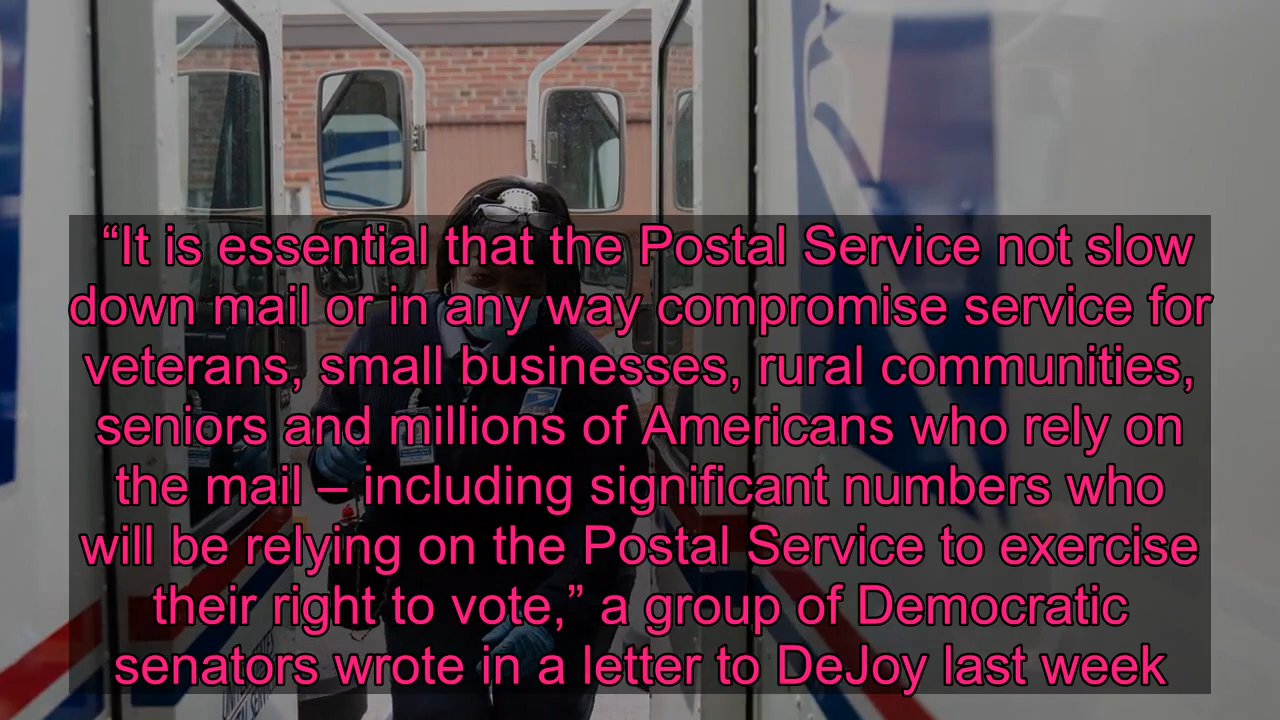 “It is essential that the Postal Service not slow
down mail or in any way compromise service for
veterans, small businesses, rural communities,
seniors and millions of Americans who rely on
the mail – including significant numbers who
will be relying on the Postal Service to exercise
their right to vote,” a group of Democratic
senators wrote in a letter to DeJoy last week